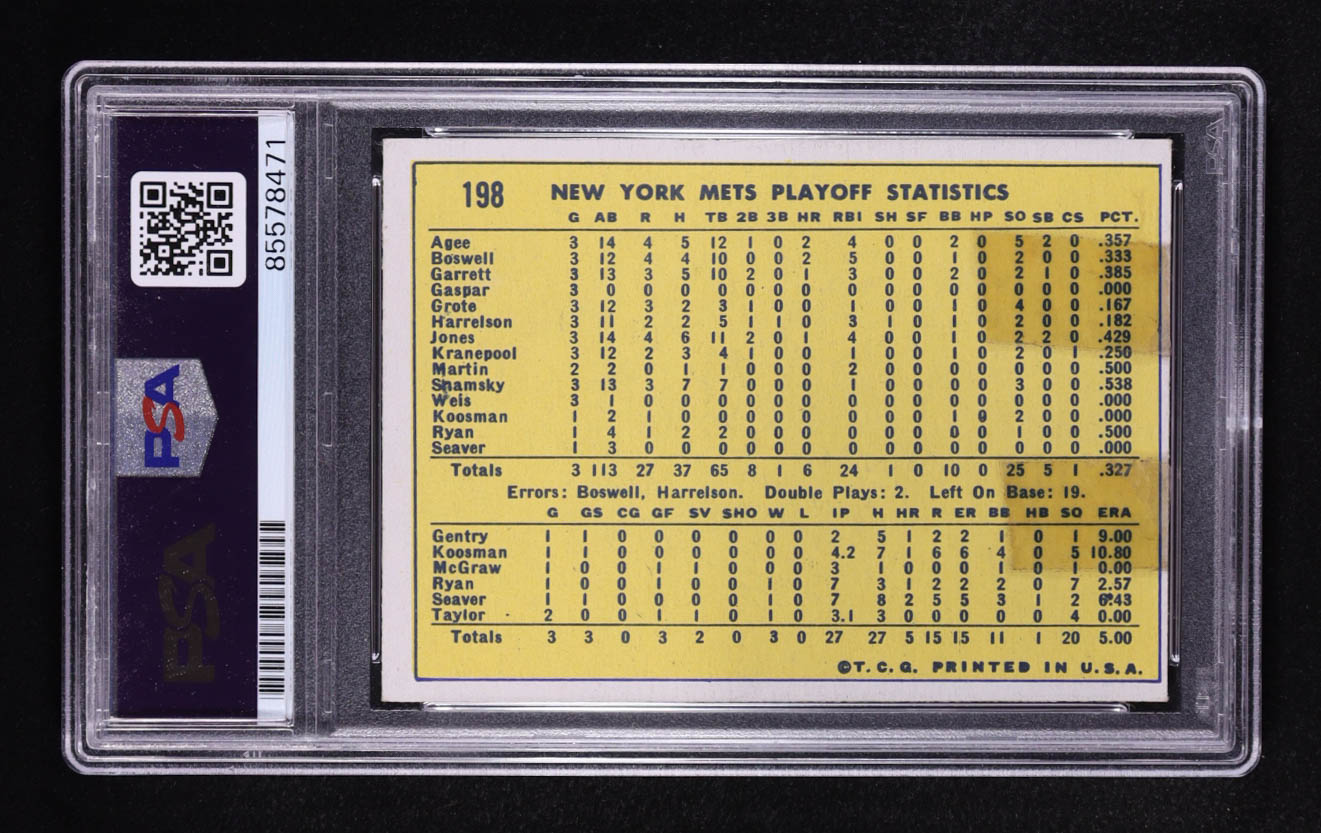 85578471
PSA
PSA
PSA
198 NEW YORK METS PLAYOFF STATISTICS
G AB R H TB 2B 3B HR RBI SH SF BB HP SO SB CS PCT.
Agee 3 14 4 5 12 1 0 2 4 0 0 2 0 5 2 0 .357
Boswell 3 12 4 4 10 0 0 2 5 0 0 1 0 2 0 0 .333
Garrett 3 13 3 5 10 2 0 1 3 0 0 2 0 2 1 0 .385
Gaspar 3 0 0 0 0 0 0 0 0 0 0 0 0 0 0 0 .000
Grote 3 12 3 2 3 1 0 0 1 0 0 1 0 4 0 0 .167
Harrelson 3 11 2 2 5 1 1 0 3 1 0 1 0 2 0 0 .182
Jones 3 14 4 6 11 2 0 1 4 0 0 1 0 2 2 0 .429
Kranepool 3 12 2 3 4 1 0 0 1 0 0 1 0 2 0 1 .250
Martin 2 2 0 1 1 0 0 0 2 0 0 0 0 0 0 0 .500
Shamsky 3 13 3 7 7 0 0 0 1 0 0 0 0 3 0 0 .538
Weis 3 1 0 0 0 0 0 0 0 0 0 0 0 0 0 0 .000
Koosman 1 2 1 0 0 0 0 0 0 0 0 1 0 2 0 0 .000
Ryan 1 4 1 2 2 0 0 0 0 0 0 0 0 1 0 0 .500
Seaver 1 3 0 0 0 0 0 0 0 0 0 0 0 0 0 0 .000
Totals 3 113 27 37 65 8 1 6 24 1 0 10 0 25 5 1 .327
Errors: Boswell, Harrelson. Double Plays: 2. Left On Base: 19.
G GS CG GF SV SHO W L IP H HR R ER BB HB SO ERA
Gentry 1 1 0 0 0 0 0 0 2 5 1 2 2 1 0 1 9.00
Koosman 1 1 0 0 0 0 0 0 4.2 7 1 6 6 4 0 5 10.80
McGraw 1 0 0 1 1 0 0 0 3 1 0 0 0 1 0 1 0.00
Ryan 1 0 0 1 0 0 1 0 7 3 1 2 2 2 0 7 2.57
Seaver 1 1 0 0 0 0 1 0 7 8 2 5 5 3 1 2 6.43
Taylor 2 0 0 1 1 0 1 0 3.1 3 0 0 0 0 0 4 0.00
Totals 3 3 0 3 2 0 3 0 27 27 5 15 15 11 1 20 5.00
©T.C.G. PRINTED IN U.S.A.